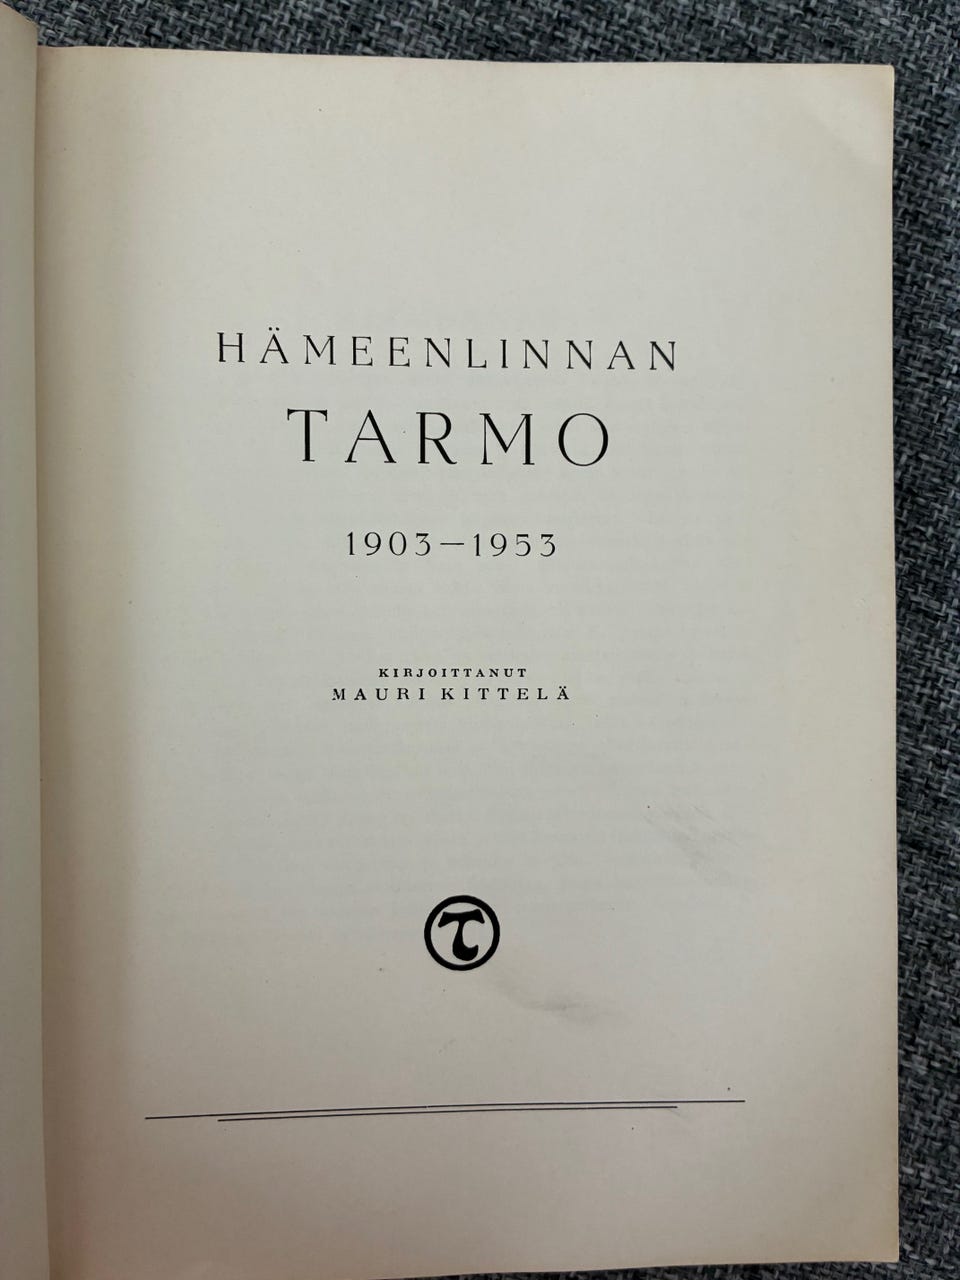 HÄMEENLINNAN
TARMO
1903—1953
KIRJOITTANUT
MAURI KITTELÄ
T